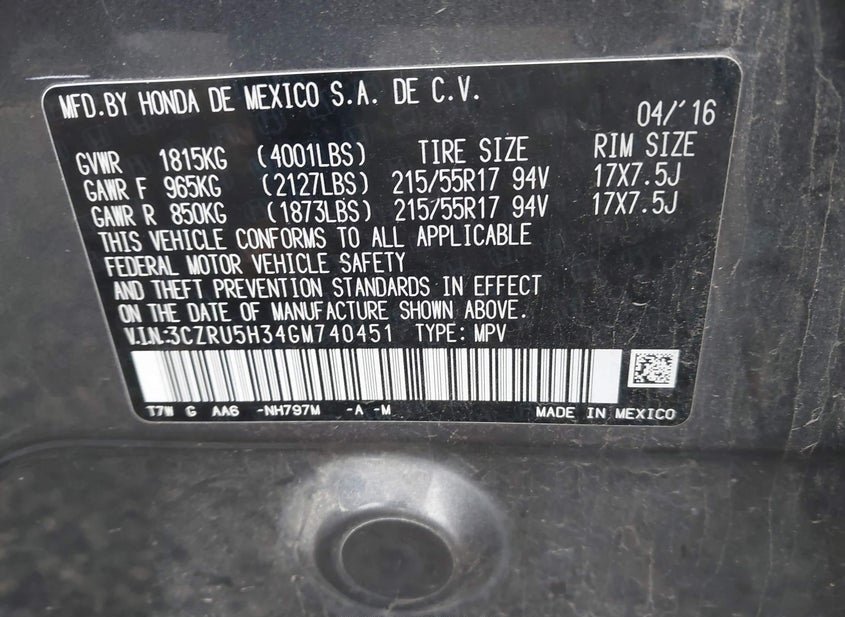 MFD.BY HONDA DE MEXICO S.A. DE C.V.
04/'16
GVWR 1815KG (4001LBS) TIRE SIZE RIM SIZE
GAWR F 965KG (2127LBS) 215/55R17 94V 17X7.5J
GAWR R 850KG (1873LBS) 215/55R17 94V 17X7.5J
THIS VEHICLE CONFORMS TO ALL APPLICABLE
FEDERAL MOTOR VEHICLE SAFETY
AND THEFT PREVENTION STANDARDS IN EFFECT
ON THE DATE OF MANUFACTURE SHOWN ABOVE.
V.I.N.:3CZRU5H34GM740451 TYPE: MPV
T7W G AA6 -NH797M -A -M MADE IN MEXICO